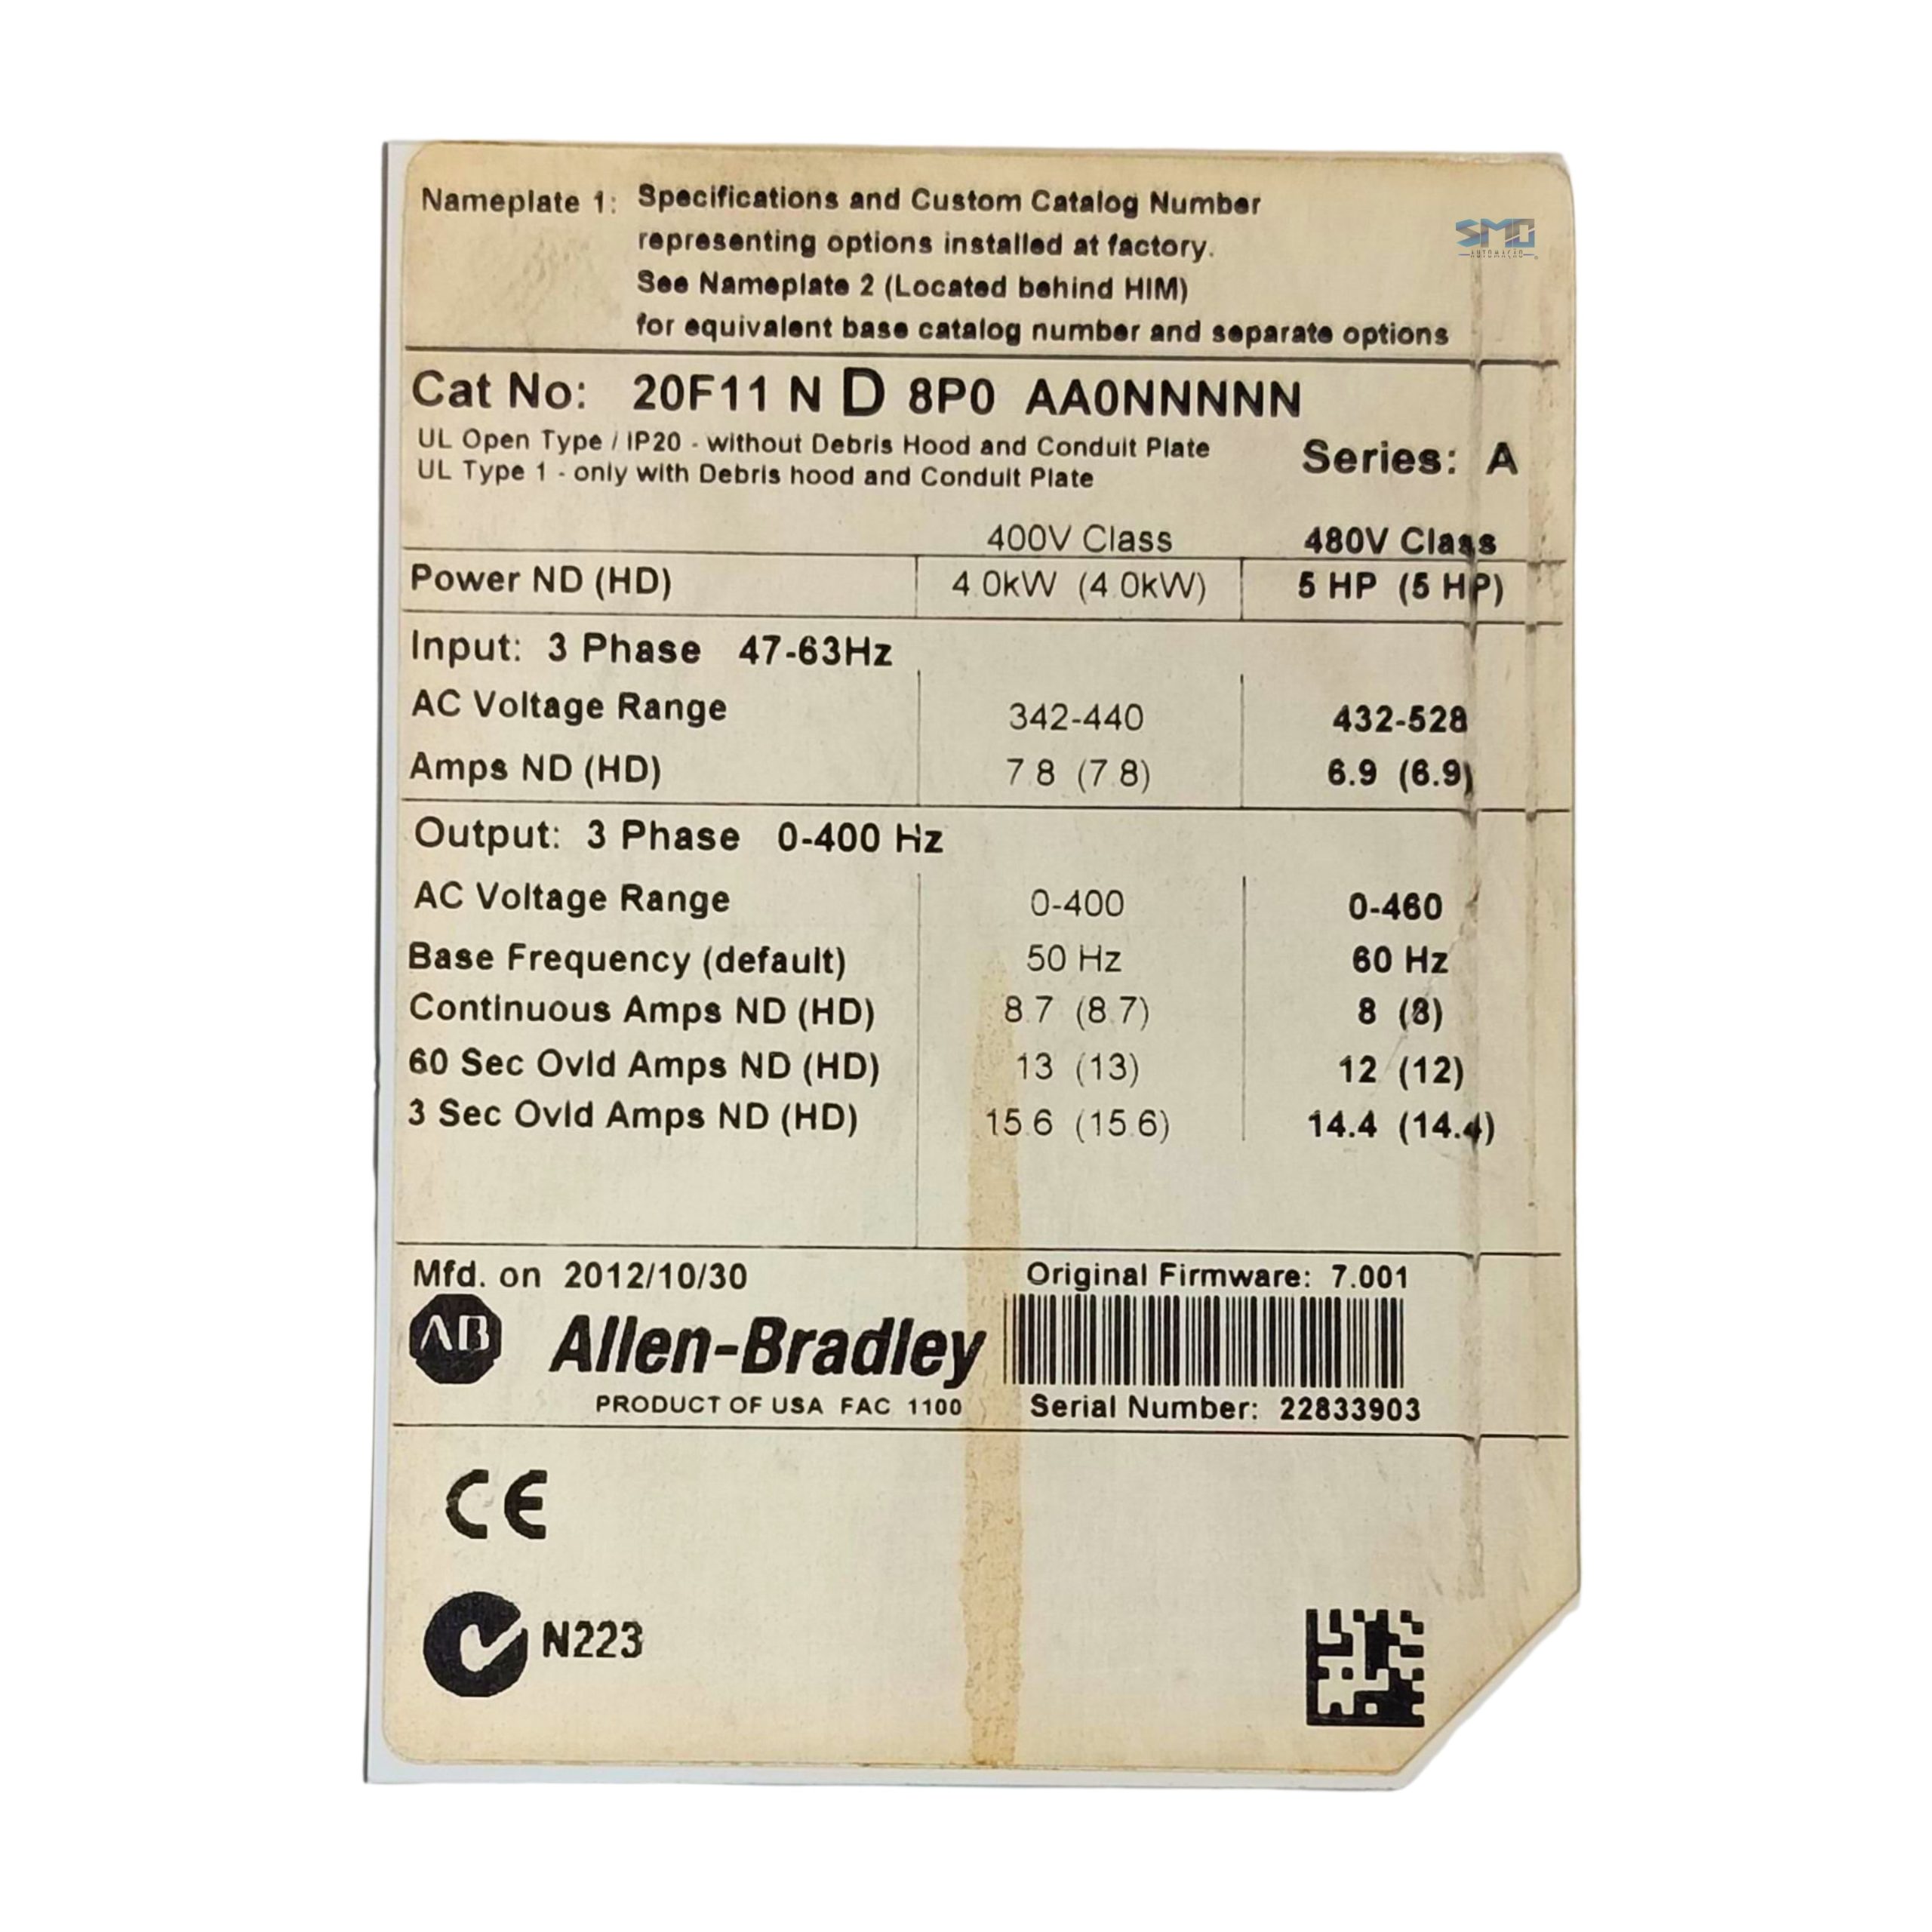 Nameplate 1: Specifications and Custom Catalog Number
representing options installed at factory.
See Nameplate 2 (Located behind HIM)
for equivalent base catalog number and separate options
SMC
AUTOMAÇÃO
Cat No: 20F11 N D 8P0 AA0NNNNN
UL Open Type / IP20 - without Debris Hood and Conduit Plate
UL Type 1 - only with Debris hood and Conduit Plate
Series: A
400V Class 480V Class
Power ND (HD) 4.0kW (4.0kW) 5 HP (5 HP)
Input: 3 Phase 47-63Hz
AC Voltage Range 342-440 432-528
Amps ND (HD) 7.8 (7.8) 6.9 (6.9)
Output: 3 Phase 0-400 Hz
AC Voltage Range 0-400 0-460
Base Frequency (default) 50 Hz 60 Hz
Continuous Amps ND (HD) 8.7 (8.7) 8 (8)
60 Sec Ovld Amps ND (HD) 13 (13) 12 (12)
3 Sec Ovld Amps ND (HD) 15.6 (15.6) 14.4 (14.4)
Mfd. on 2012/10/30 Original Firmware: 7.001
AB Allen-Bradley
PRODUCT OF USA FAC 1100 Serial Number: 22833903
CE
N223